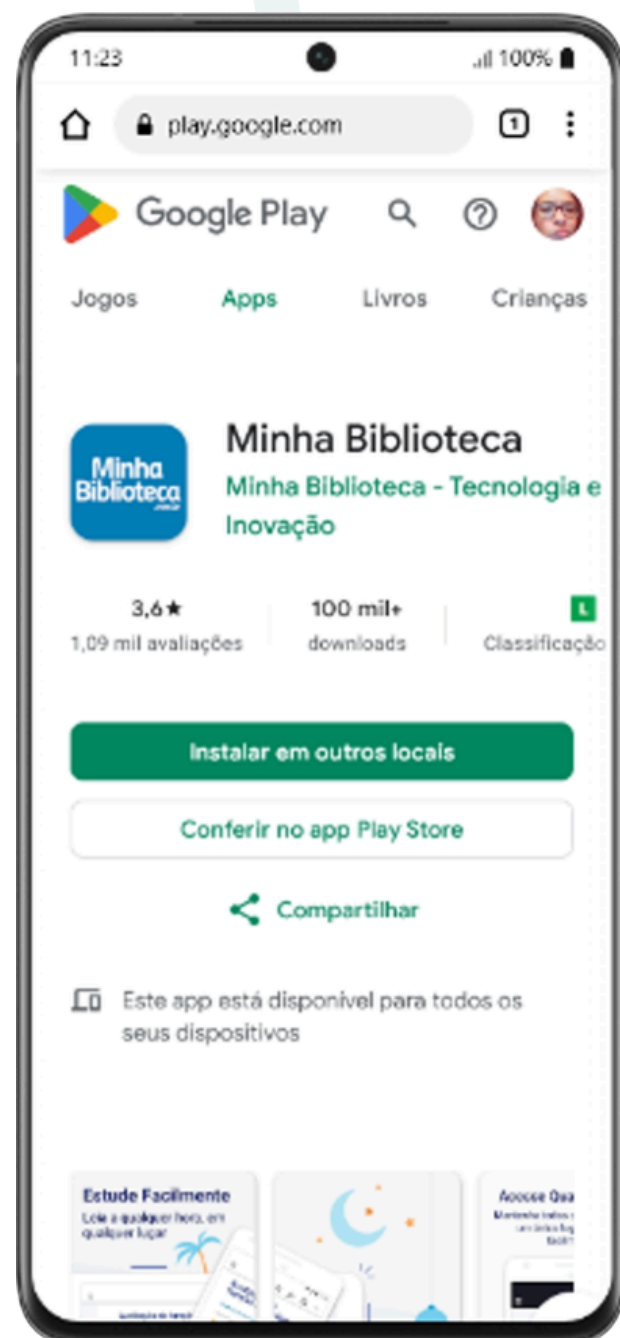 11:23 100%
play.google.com 1
Google Play
Jogos Apps Livros Crianças
Minha Biblioteca
Minha
Biblioteca
Minha Biblioteca - Tecnologia e
Inovação
3,6★ 100 mil+ L
1,09 mil avaliações downloads Classificação
Instalar em outros locais
Conferir no app Play Store
Compartilhar
Este app está disponível para todos os
seus dispositivos
Estude Facilmente
Leia a qualquer hora, em
qualquer lugar
Acesse Qua